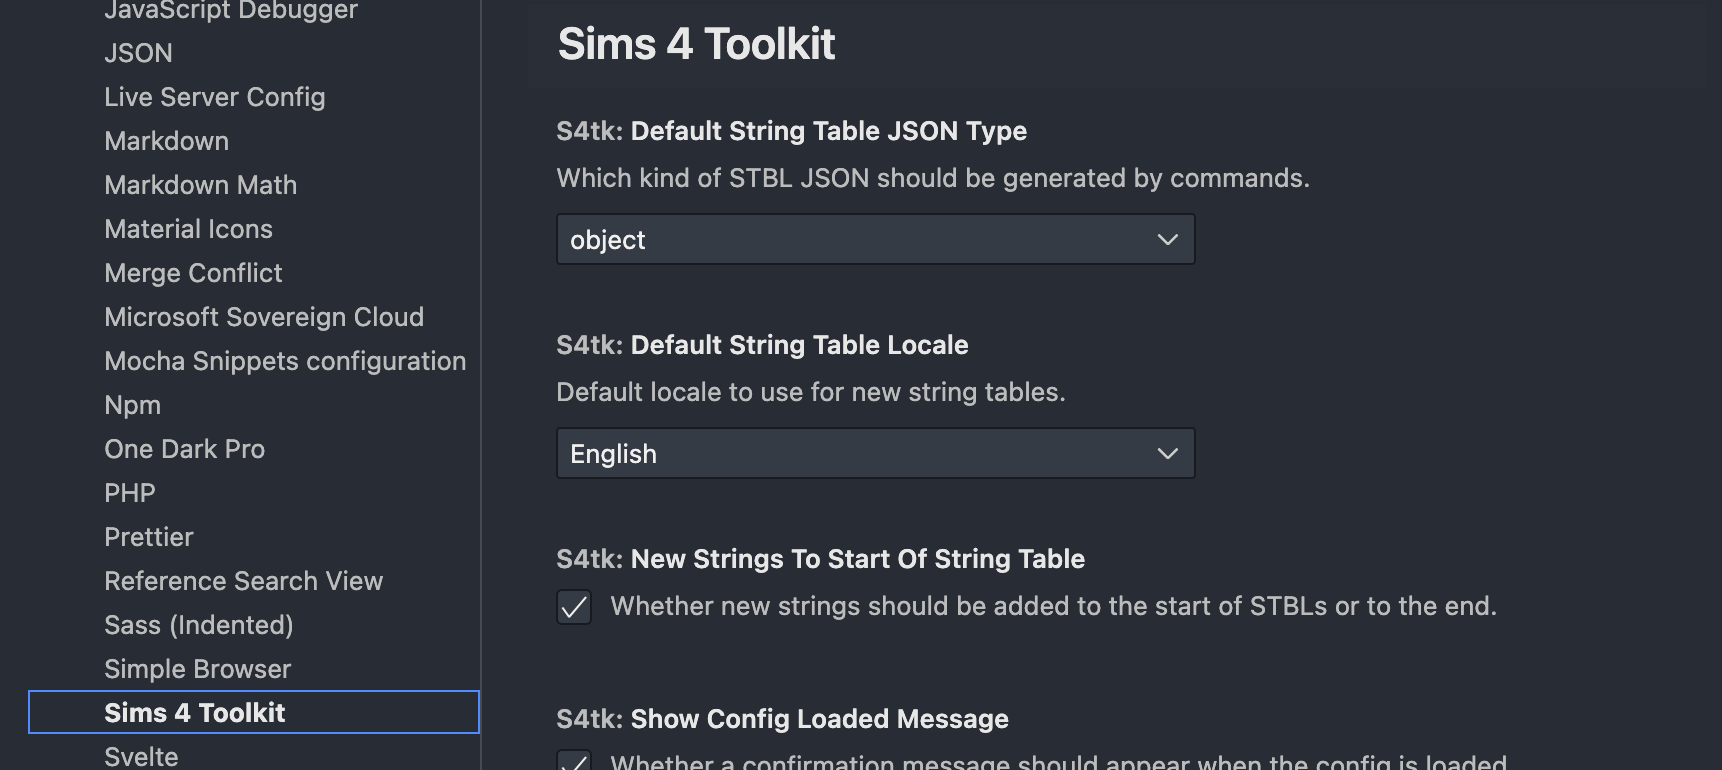 JavaScript Debugger
JSON
Live Server Config
Markdown
Markdown Math
Material Icons
Merge Conflict
Microsoft Sovereign Cloud
Mocha Snippets configuration
Npm
One Dark Pro
PHP
Prettier
Reference Search View
Sass (Indented)
Simple Browser
Sims 4 Toolkit
Svelte
Sims 4 Toolkit
S4tk: Default String Table JSON Type
Which kind of STBL JSON should be generated by commands.
object
S4tk: Default String Table Locale
Default locale to use for new string tables.
English
S4tk: New Strings To Start Of String Table
Whether new strings should be added to the start of STBLs or to the end.
S4tk: Show Config Loaded Message
Whether a confirmation message should appear when the config is loaded